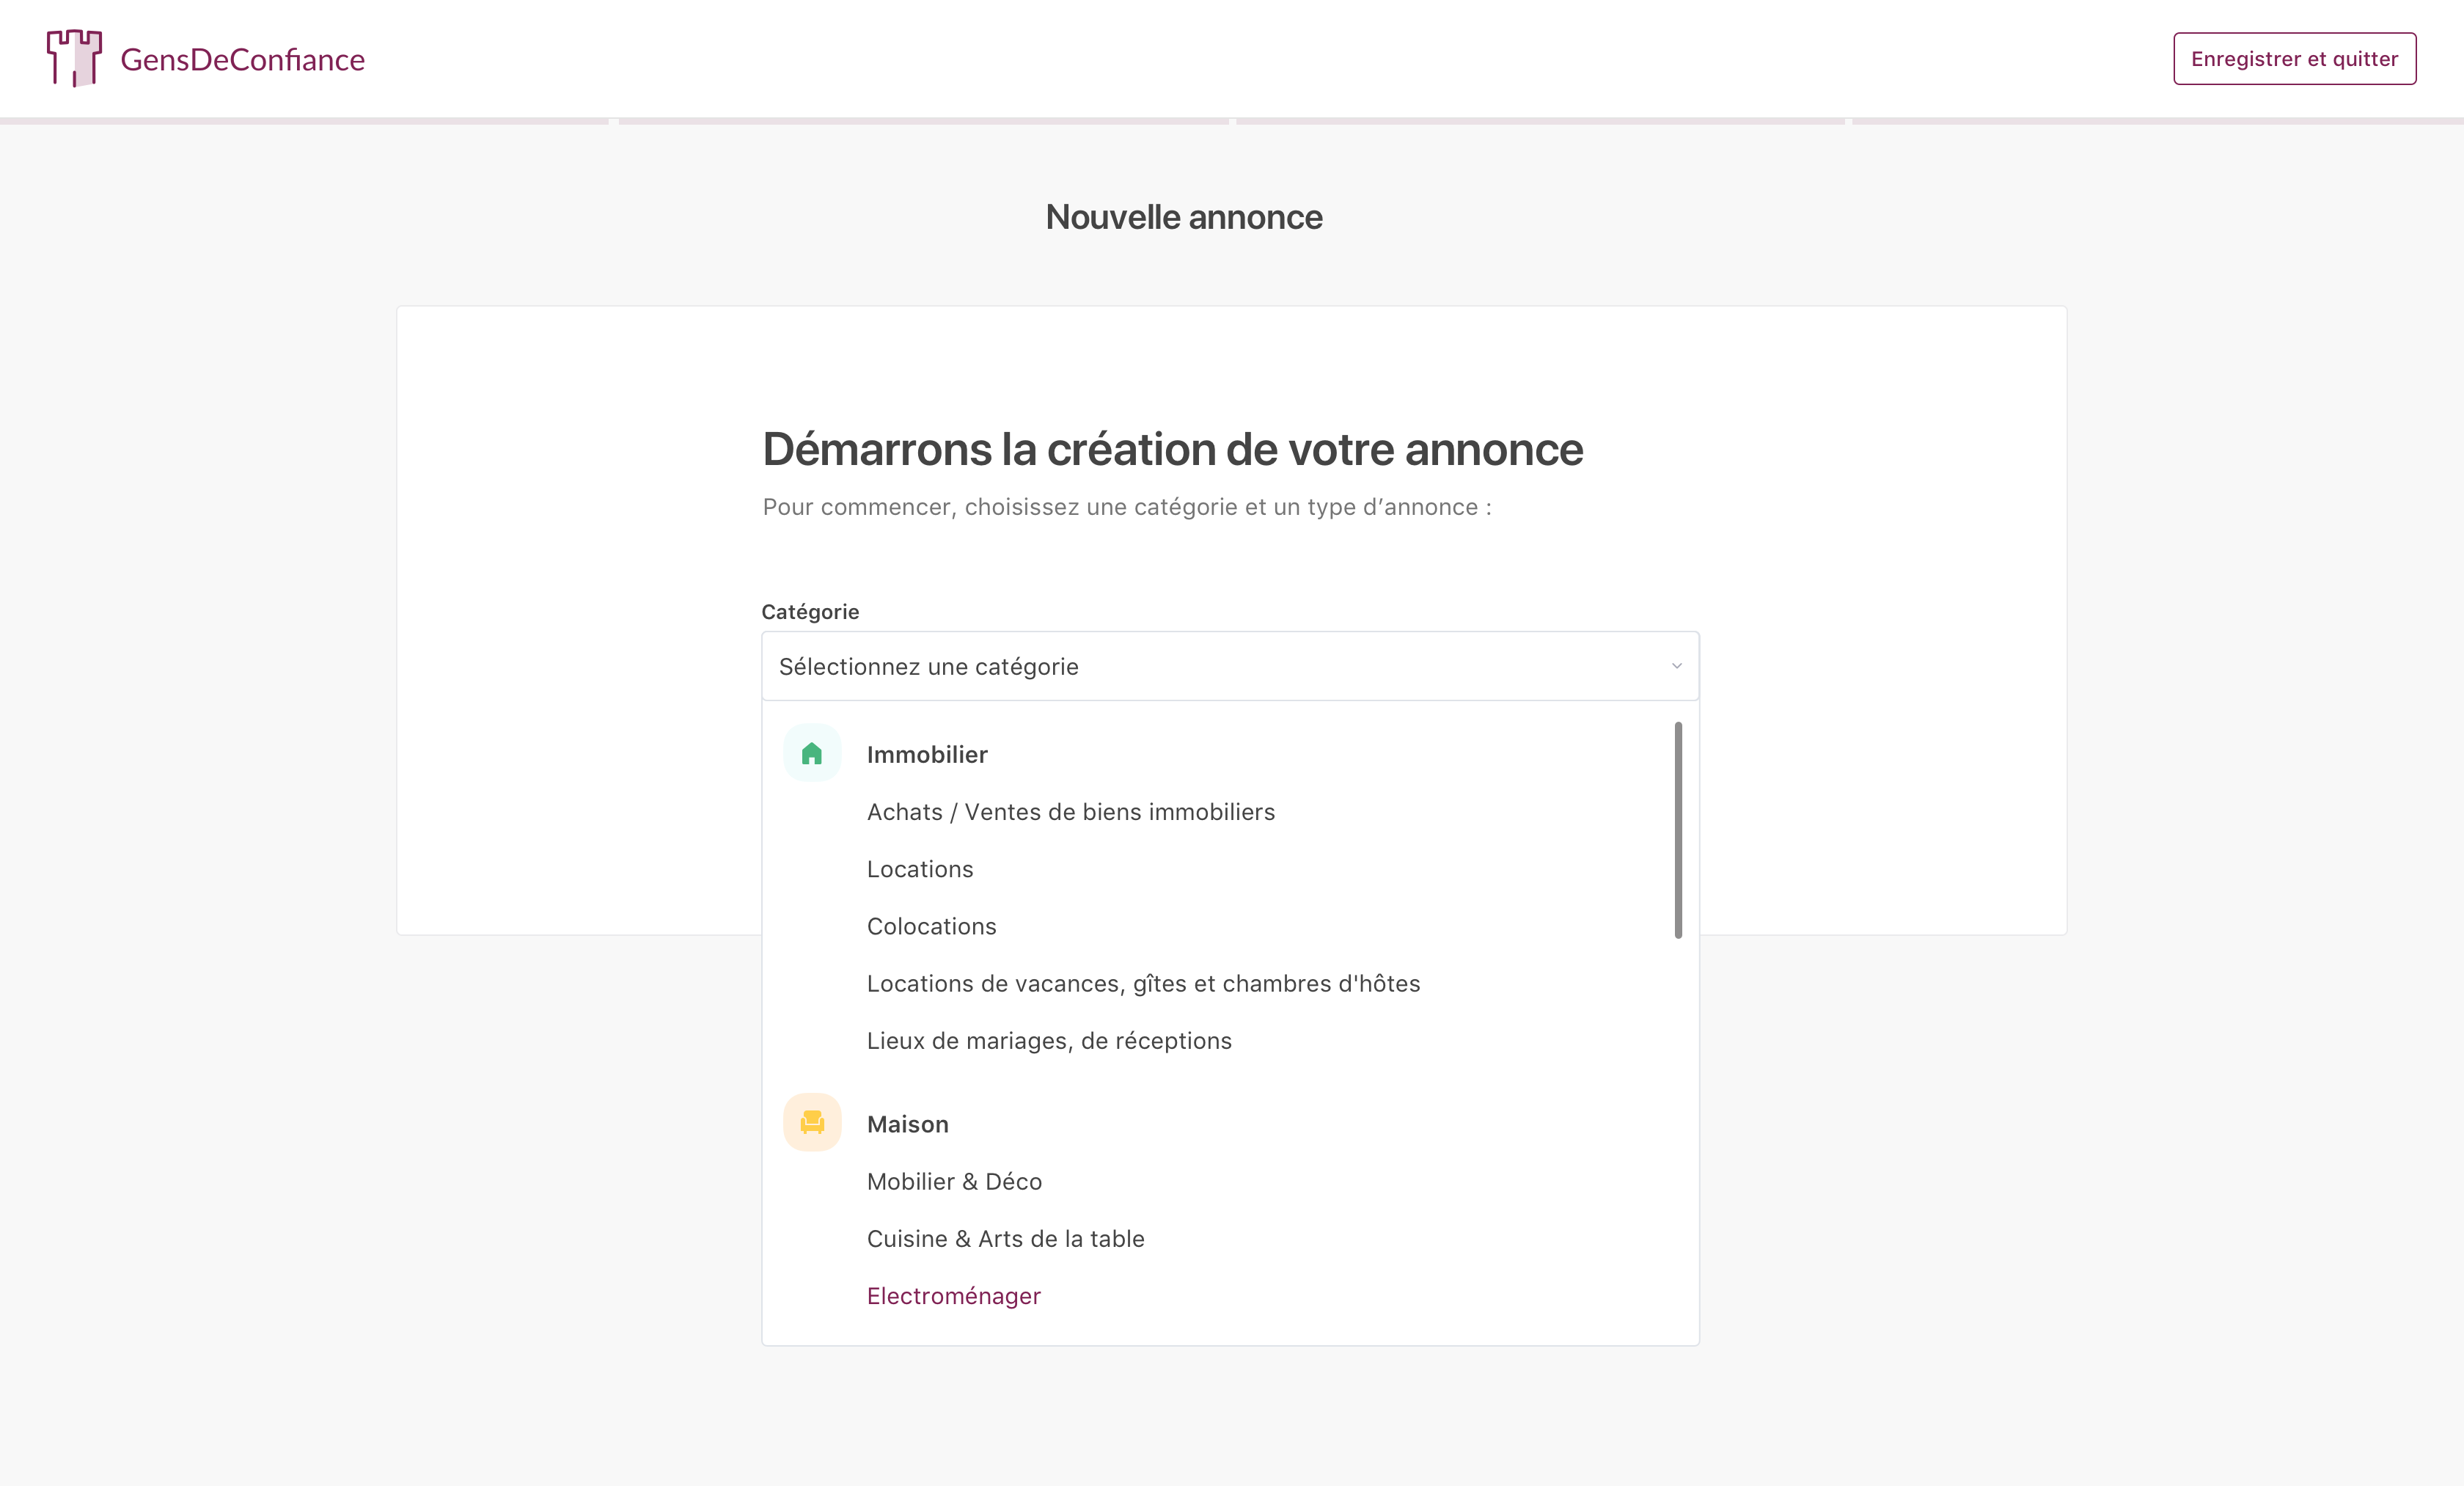 GensDeConfiance
Enregistrer et quitter
Nouvelle annonce
Démarrons la création de votre annonce
Pour commencer, choisissez une catégorie et un type d’annonce :
Catégorie
Sélectionnez une catégorie
Immobilier
Achats / Ventes de biens immobiliers
Locations
Colocations
Locations de vacances, gîtes et chambres d'hôtes
Lieux de mariages, de réceptions
Maison
Mobilier & Déco
Cuisine & Arts de la table
Electroménager